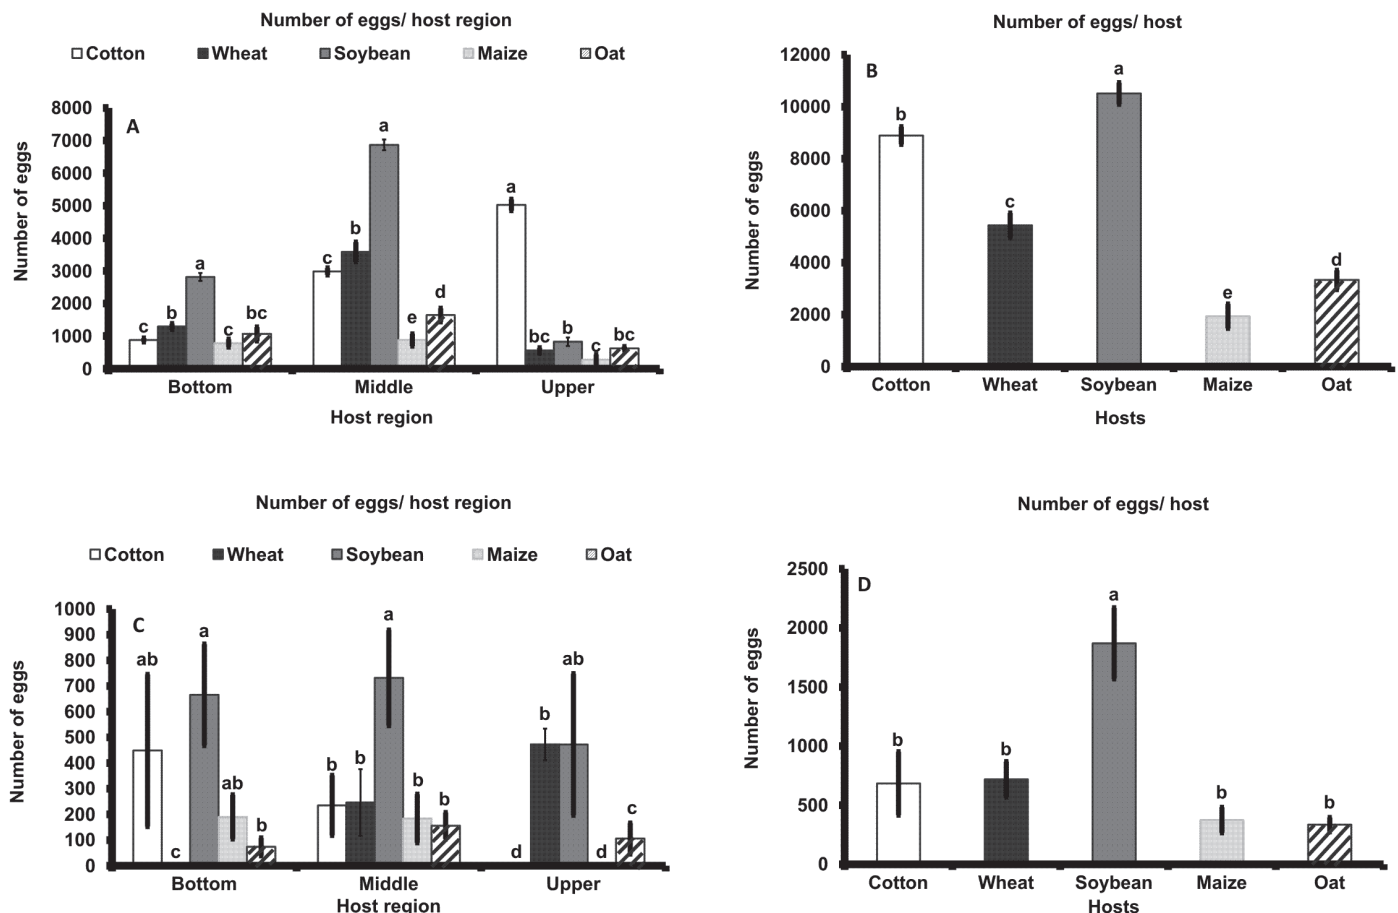 Number of eggs/ host region
Cotton Wheat Soybean Maize Oat
A
Number of eggs
8000
7000
6000
5000
4000
3000
2000
1000
0
c b a c bc
c b a e d
a bc b c bc
Bottom Middle Upper
Host region
Number of eggs/ host
B
Number of eggs
12000
10000
8000
6000
4000
2000
0
b c a e d
Cotton Wheat Soybean Maize Oat
Hosts
Number of eggs/ host region
Cotton Wheat Soybean Maize Oat
C
Number of eggs
1000
900
800
700
600
500
400
300
200
100
0
ab c a ab b
b b a b b
d b ab d c
Bottom Middle Upper
Host region
Number of eggs/ host
D
Number of eggs
2500
2000
1500
1000
500
0
b b a b b
Cotton Wheat Soybean Maize Oat
Hosts